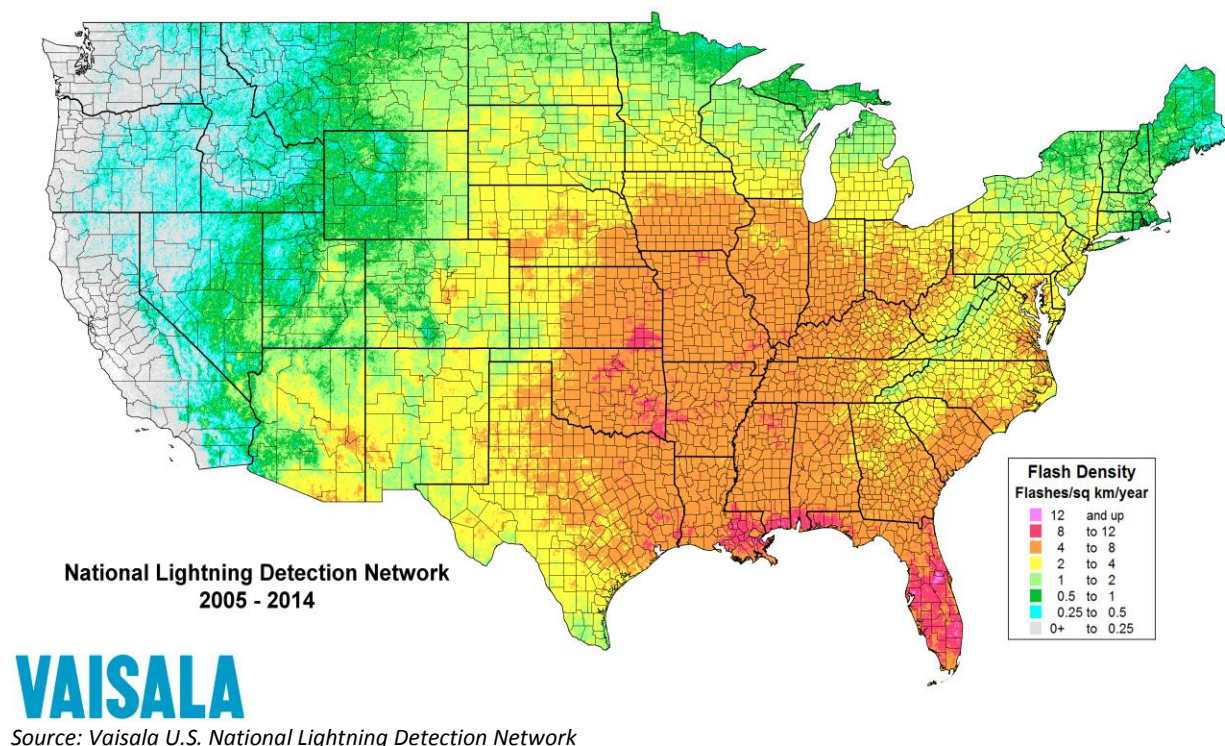 National Lightning Detection Network
2005 - 2014
Flash Density
Flashes/sq km/year
12 and up
8 to 12
4 to 8
2 to 4
1 to 2
0.5 to 1
0.25 to 0.5
0+ to 0.25
VAISALA
Source: Vaisala U.S. National Lightning Detection Network